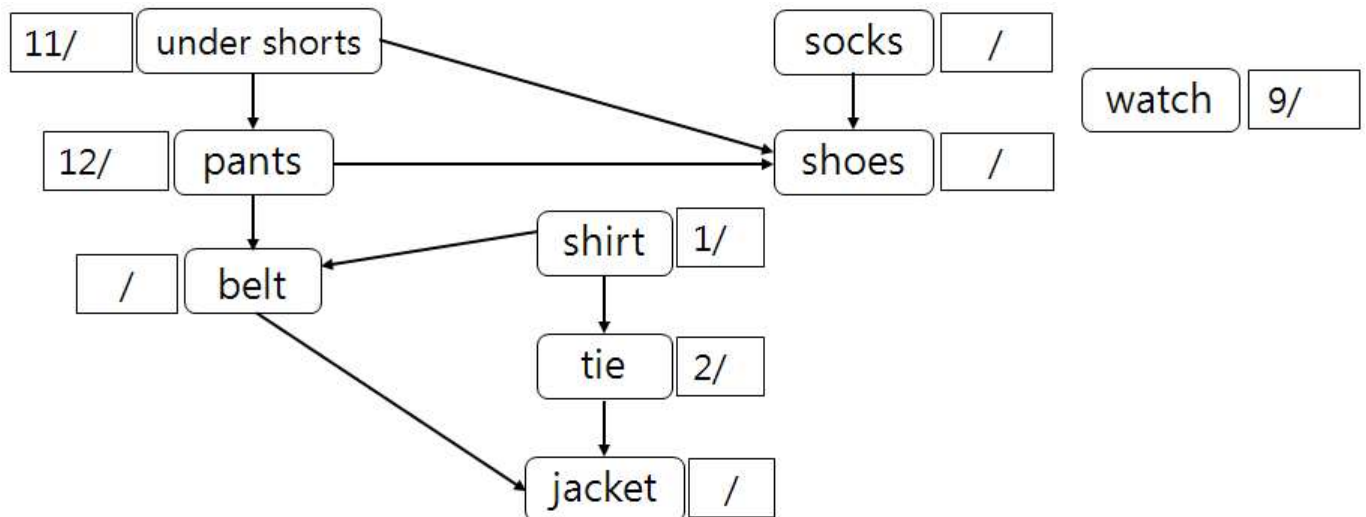 11/ under shorts socks /
watch 9/
12/ pants shoes /
shirt 1/
/ belt
tie 2/
jacket /